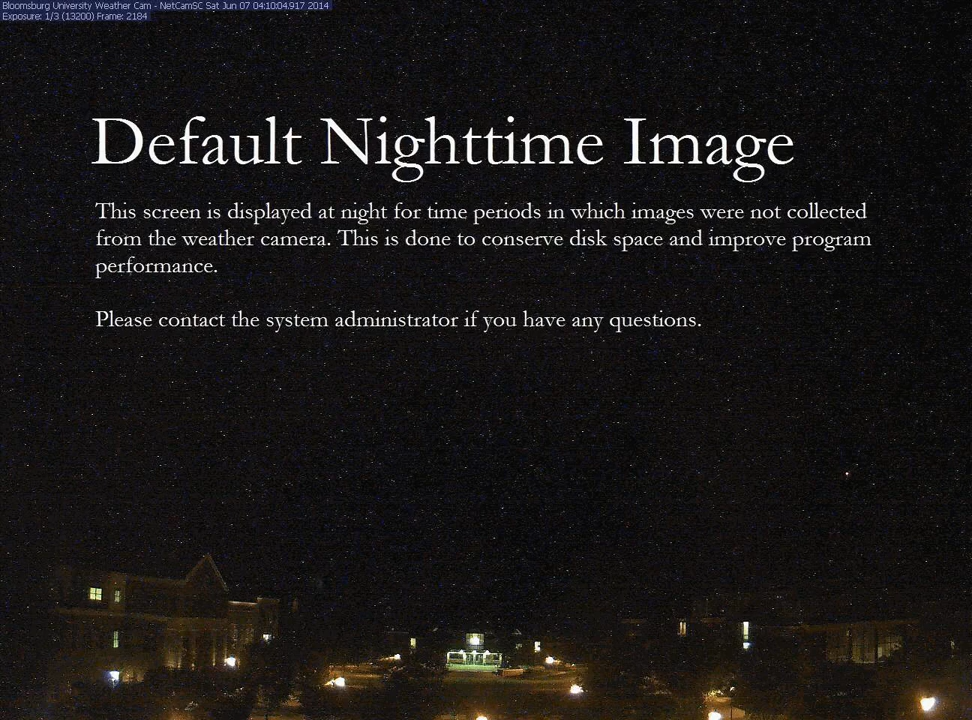 Bloomsburg University Weather Cam - NetCamSC Sat Jun 07 04:10:04.917 2014
Exposure: 1/3 (13200) Frame: 2184
Default Nighttime Image
This screen is displayed at night for time periods in which images were not collected
from the weather camera. This is done to conserve disk space and improve program
performance.
Please contact the system administrator if you have any questions.